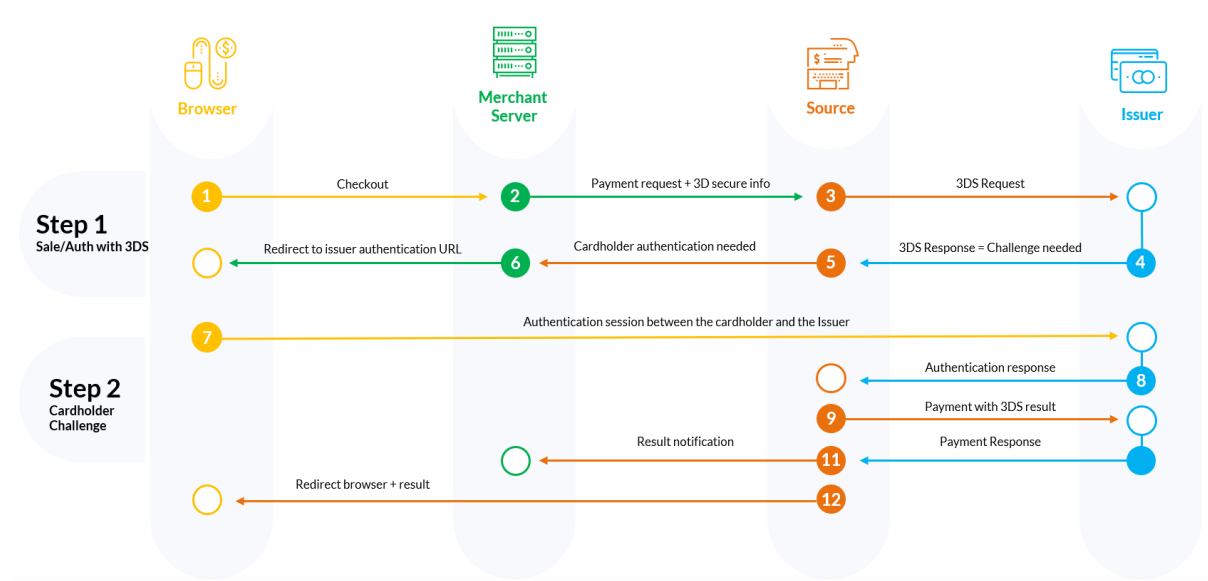 Browser
Merchant
Server
Source
Issuer
Step 1
Sale/Auth with 3DS
1
Checkout
2
Payment request + 3D secure info
3
3DS Request
Redirect to issuer authentication URL
6
Cardholder authentication needed
5
3DS Response = Challenge needed
4
Step 2
Cardholder
Challenge
7
Authentication session between the cardholder and the Issuer
Authentication response
8
9
Payment with 3DS result
Result notification
11
Payment Response
Redirect browser + result
12
$
$